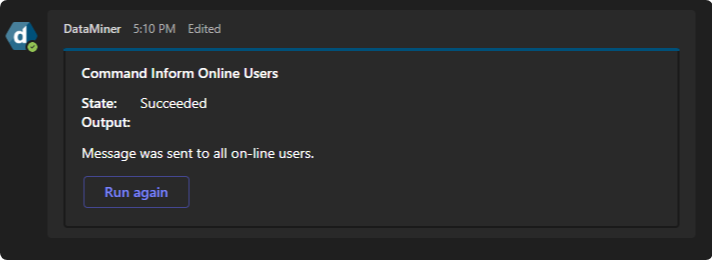 d
DataMiner 5:10 PM Edited
Command Inform Online Users
State: Succeeded
Output:
Message was sent to all on-line users.
Run again